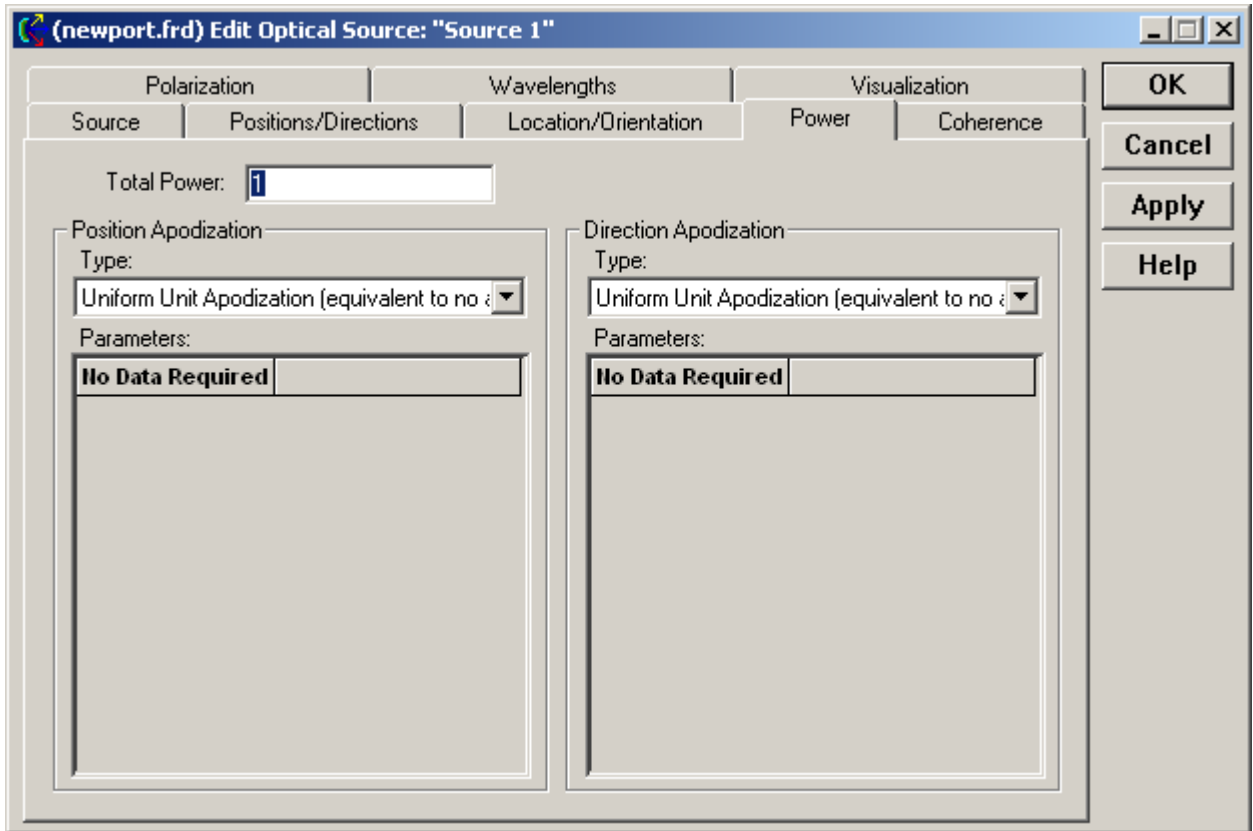 (newport.frd) Edit Optical Source: "Source 1"
Polarization Wavelengths Visualization
Source Positions/Directions Location/Orientation Power Coherence
OK
Cancel
Apply
Help
Total Power: 1
Position Apodization
Type:
Uniform Unit Apodization (equivalent to no
Parameters:
No Data Required
Direction Apodization
Type:
Uniform Unit Apodization (equivalent to no
Parameters:
No Data Required